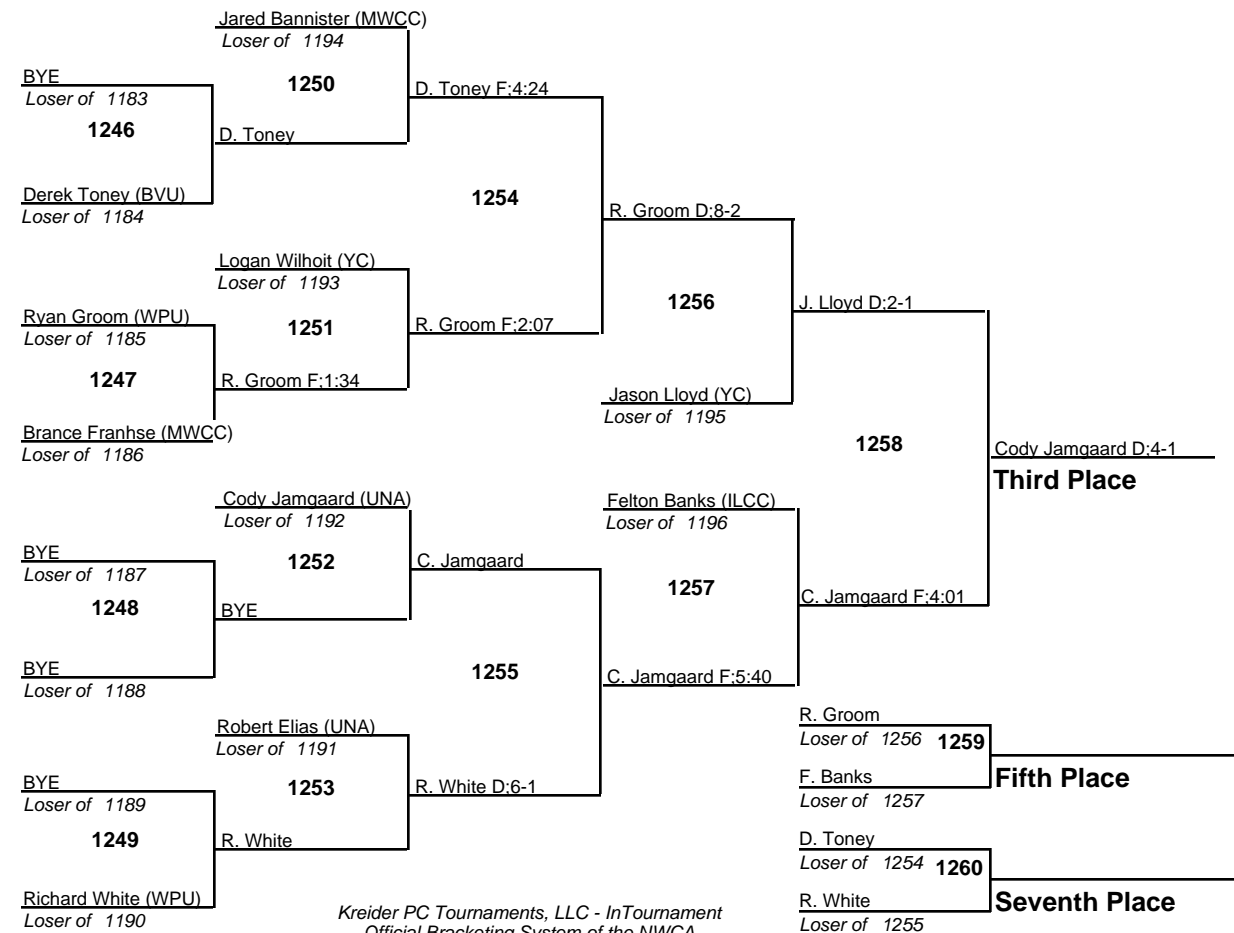 Jared Bannister (MWCC)
Loser of 1194
BYE
Loser of 1183
1250
D. Toney F;4:24
1246
D. Toney
Derek Toney (BVU)
Loser of 1184
1254
R. Groom D;8-2
Logan Wilhoit (YC)
Loser of 1193
Ryan Groom (WPU)
Loser of 1185
1251
R. Groom F;2:07
1256
J. Lloyd D;2-1
1247
R. Groom F;1:34
Jason Lloyd (YC)
Loser of 1195
Brance Franhse (MWCC)
Loser of 1186
1258
Cody Jamgaard D;4-1
Third Place
Cody Jamgaard (UNA)
Loser of 1192
Felton Banks (ILCC)
Loser of 1196
BYE
Loser of 1187
1252
C. Jamgaard
1248
BYE
1257
C. Jamgaard F;4:01
BYE
Loser of 1188
1255
C. Jamgaard F;5:40
Robert Elias (UNA)
Loser of 1191
R. Groom
Loser of 1256
1259
BYE
Loser of 1189
1253
R. White D;6-1
F. Banks
Loser of 1257
Fifth Place
1249
R. White
D. Toney
Loser of 1254
1260
Richard White (WPU)
Loser of 1190
R. White
Loser of 1255
Seventh Place
Kreider PC Tournaments, LLC - InTournament
Official Bracketing System of the NWCA